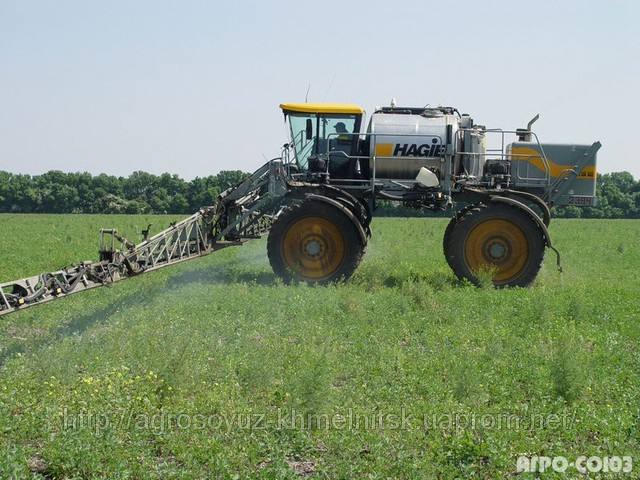 HAGIE
http://agrosoyuz-khmelnitsk.uaprom.net/
АГРО-СОЮЗ